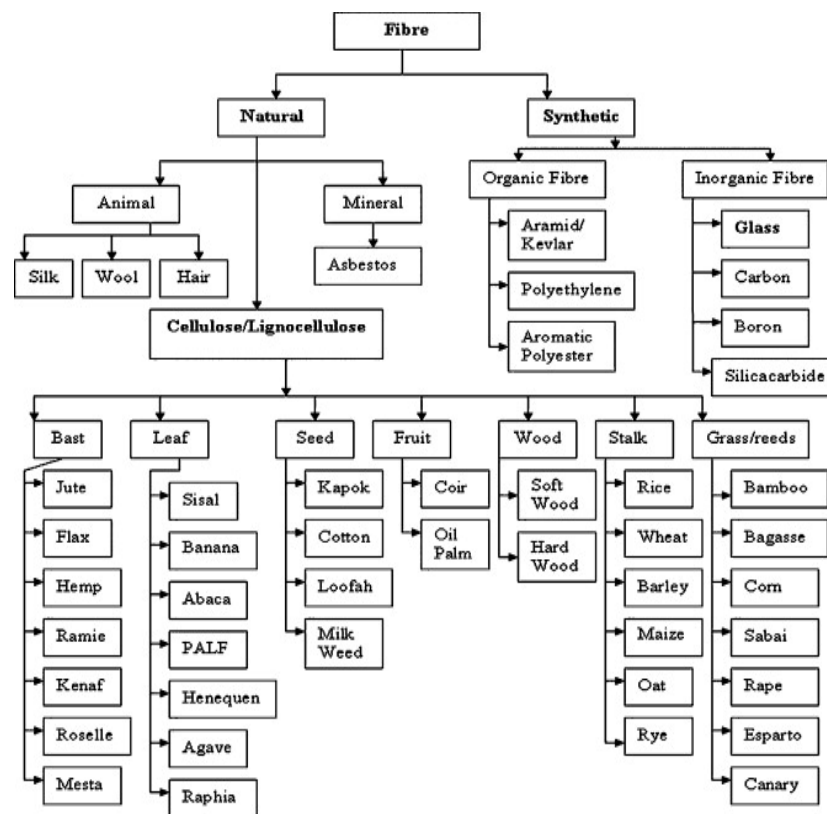 Fibre
Natural
Synthetic
Animal
Mineral
Organic Fibre
Inorganic Fibre
Silk
Wool
Hair
Asbestos
Aramid/
Kevlar
Polyethylene
Aromatic
Polyester
Glass
Carbon
Boron
Silicacarbide
Cellulose/Lignocellulose
Bast
Jute
Flax
Hemp
Ramie
Kenaf
Roselle
Mesta
Leaf
Sisal
Banana
Abaca
PALF
Henequen
Agave
Raphia
Seed
Kapok
Cotton
Loofah
Milk
Weed
Fruit
Coir
Oil
Palm
Wood
Soft
Wood
Hard
Wood
Stalk
Rice
Wheat
Barley
Maize
Oat
Rye
Grass/reeds
Bamboo
Bagasse
Corn
Sabai
Rape
Esparto
Canary